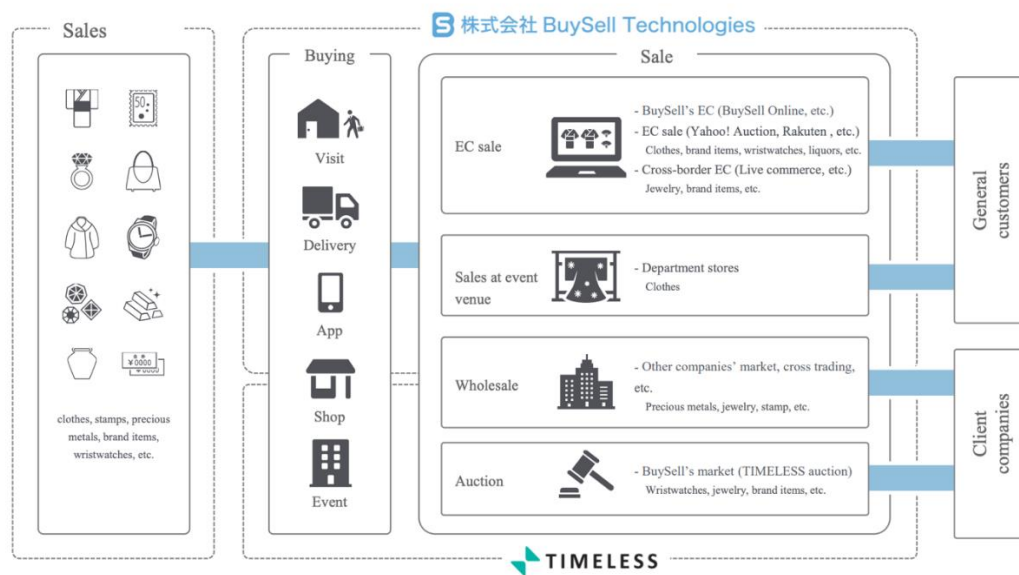 Sales
50
¥0000
clothes, stamps, precious
metals, brand items,
wristwatches, etc.
株式会社 BuySell Technologies
Buying
Visit
Delivery
App
Shop
Event
Sale
EC sale
- BuySell's EC (BuySell Online, etc.)
- EC sale (Yahoo! Auction, Rakuten , etc.)
Clothes, brand items, wristwatches, liquors, etc.
- Cross-border EC (Live commerce, etc.)
Jewelry, brand items, etc.
Sales at event
venue
- Department stores
Clothes
Wholesale
- Other companies' market, cross trading,
etc.
Precious metals, jewelry, stamp, etc.
Auction
- BuySell's market (TIMELESS auction)
Wristwatches, jewelry, brand items, etc.
General
customers
Client
companies
TIMELESS